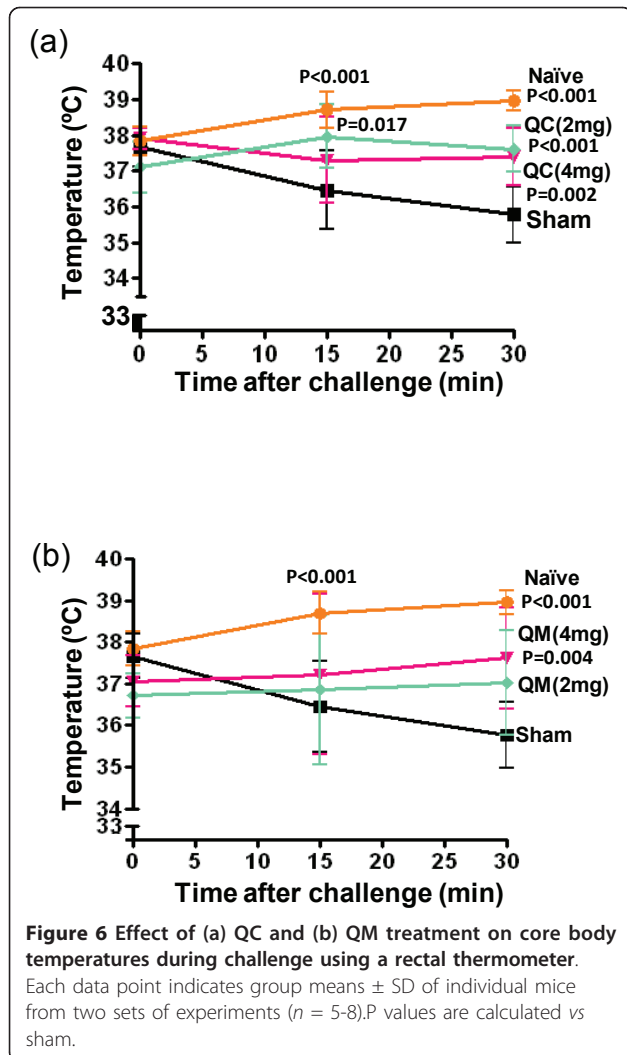 (a)
Temperature (ºC)
40
39
38
37
36
35
34
33
P<0.001
P=0.017
Naïve
P<0.001
QC(2mg)
P<0.001
QC(4mg)
P=0.002
Sham
0 5 10 15 20 25 30
Time after challenge (min)
(b)
Temperature (ºC)
40
39
38
37
36
35
34
33
P<0.001
Naïve
P<0.001
QM(4mg)
P=0.004
QM(2mg)
Sham
0 5 10 15 20 25 30
Time after challenge (min)
Figure 6 Effect of (a) QC and (b) QM treatment on core body
temperatures during challenge using a rectal thermometer.
Each data point indicates group means ± SD of individual mice
from two sets of experiments (n = 5-8).P values are calculated vs
sham.